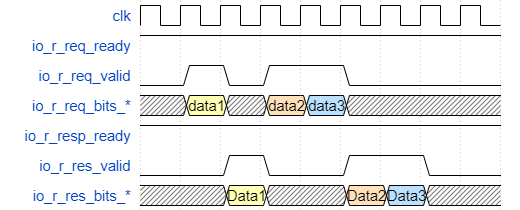 clk
io_r_req_ready
io_r_req_valid
io_r_req_bits_* data1 data2 data3
io_r_resp_ready
io_r_res_valid
io_r_res_bits_* Data1 Data2 Data3